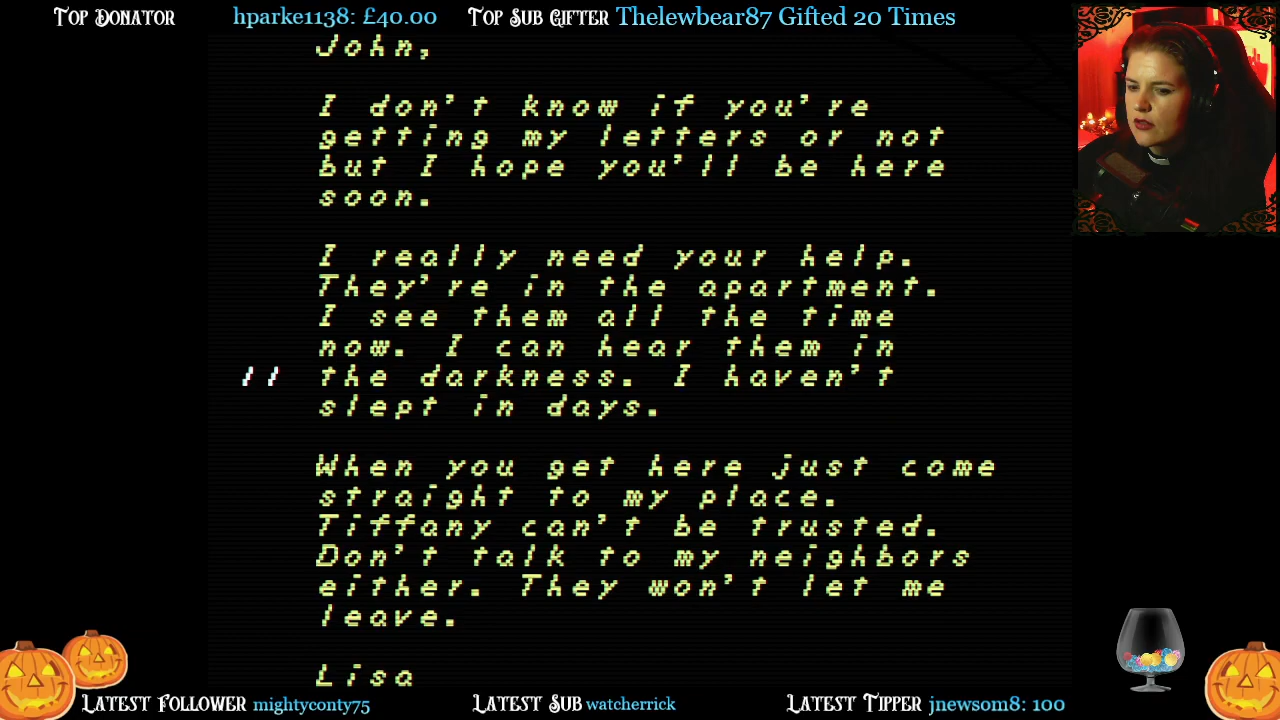 Top Donator hparke1138: £40.00 Top Sub Gifter Thelewbear87 Gifted 20 Times
John,
I don't know if you're
getting my letters or not
but I hope you'll be here
soon.
I really need your help.
They're in the apartment.
I see them all the time
now. I can hear them in
the darkness. I haven't
slept in days.
When you get here just come
straight to my place.
Tiffany can't be trusted.
Don't talk to my neighbors
either. They won't let me
leave.
Lisa
Latest Follower mightyconty75 Latest Sub watcherrick Latest Tipper jnewsom8: 100